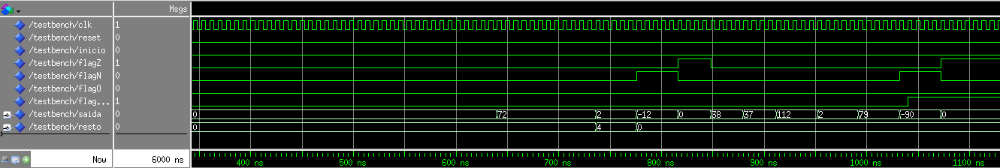 Msgs
/testbench/clk 1
/testbench/reset 0
/testbench/inicio 0
/testbench/flagZ 1
/testbench/flagN 0
/testbench/flagO 0
/testbench/flag... 1
/testbench/saida 0 0 72 2 -12 0 38 37 112 2 79 -90 0
/testbench/resto 0 0 4 0
Now 6000 ns 400 ns 500 ns 600 ns 700 ns 800 ns 900 ns 1000 ns 1100 ns